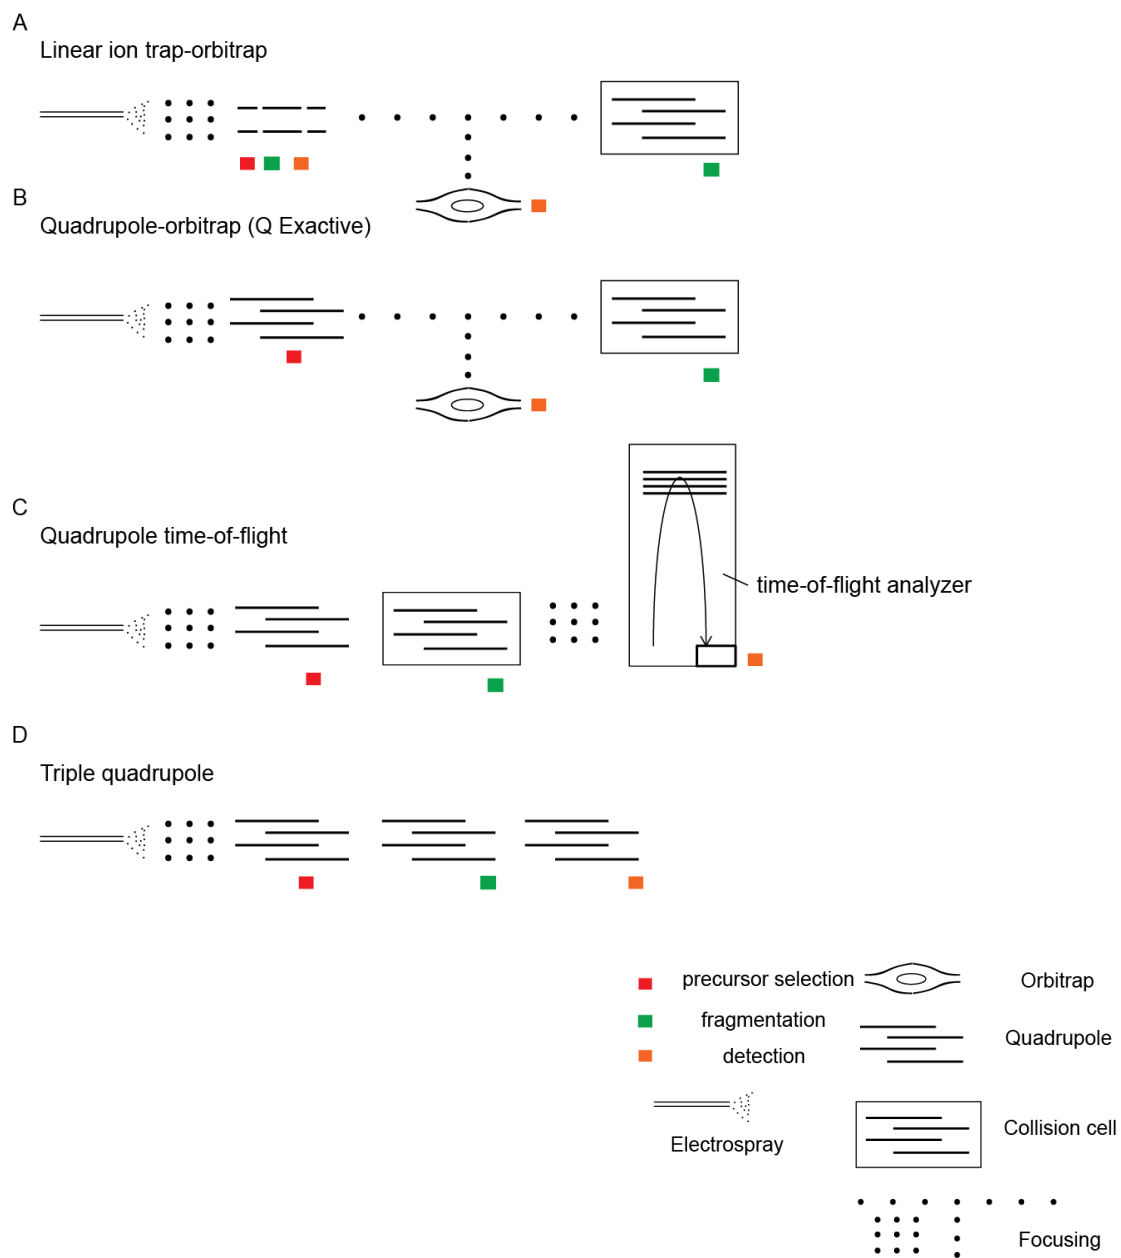 A
Linear ion trap-orbitrap
B
Quadrupole-orbitrap (Q Exactive)
C
Quadrupole time-of-flight
time-of-flight analyzer
D
Triple quadrupole
precursor selection
Orbitrap
fragmentation
Quadrupole
detection
Electrospray
Collision cell
Focusing